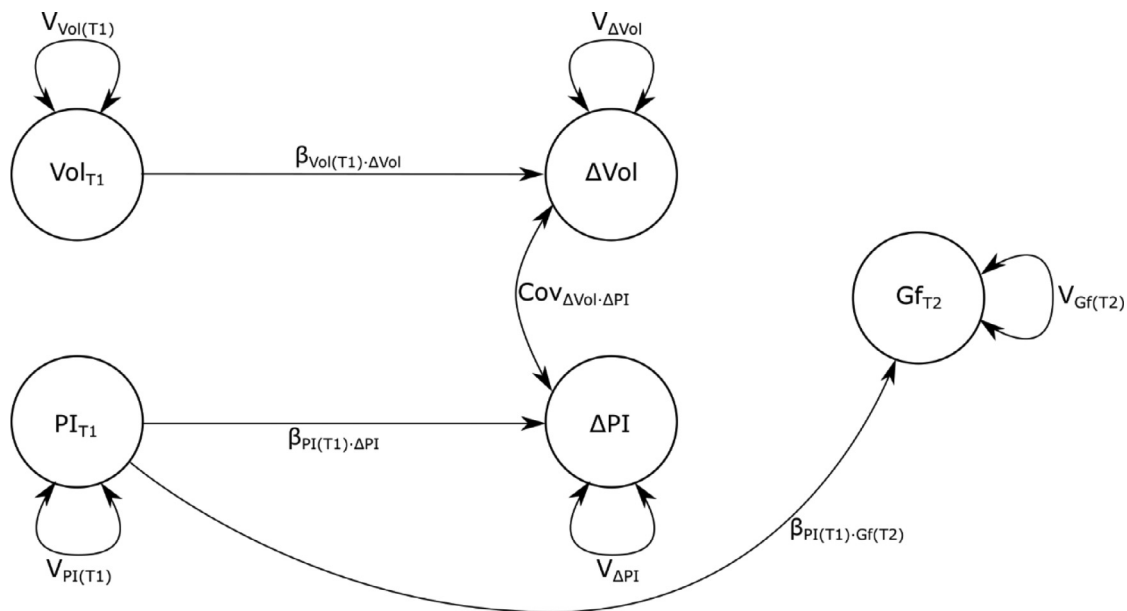 V_Vol(T1)
V_ΔVol
Vol_T1
β_Vol(T1)·ΔVol
ΔVol
Cov_ΔVol·ΔPI
Gf_T2
V_Gf(T2)
PI_T1
β_PI(T1)·ΔPI
ΔPI
β_PI(T1)·Gf(T2)
V_PI(T1)
V_ΔPI